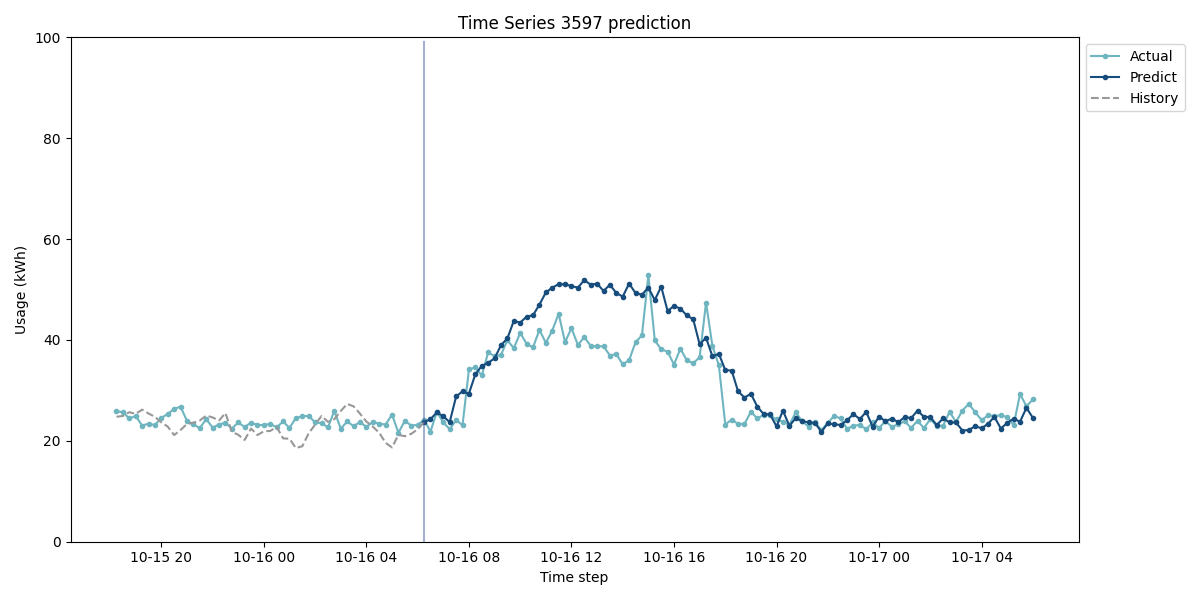 Time Series 3597 prediction
100
80
60
40
20
0
Usage (kWh)
10-15 20
10-16 00
10-16 04
10-16 08
10-16 12
10-16 16
10-16 20
10-17 00
10-17 04
Time step
Actual
Predict
History